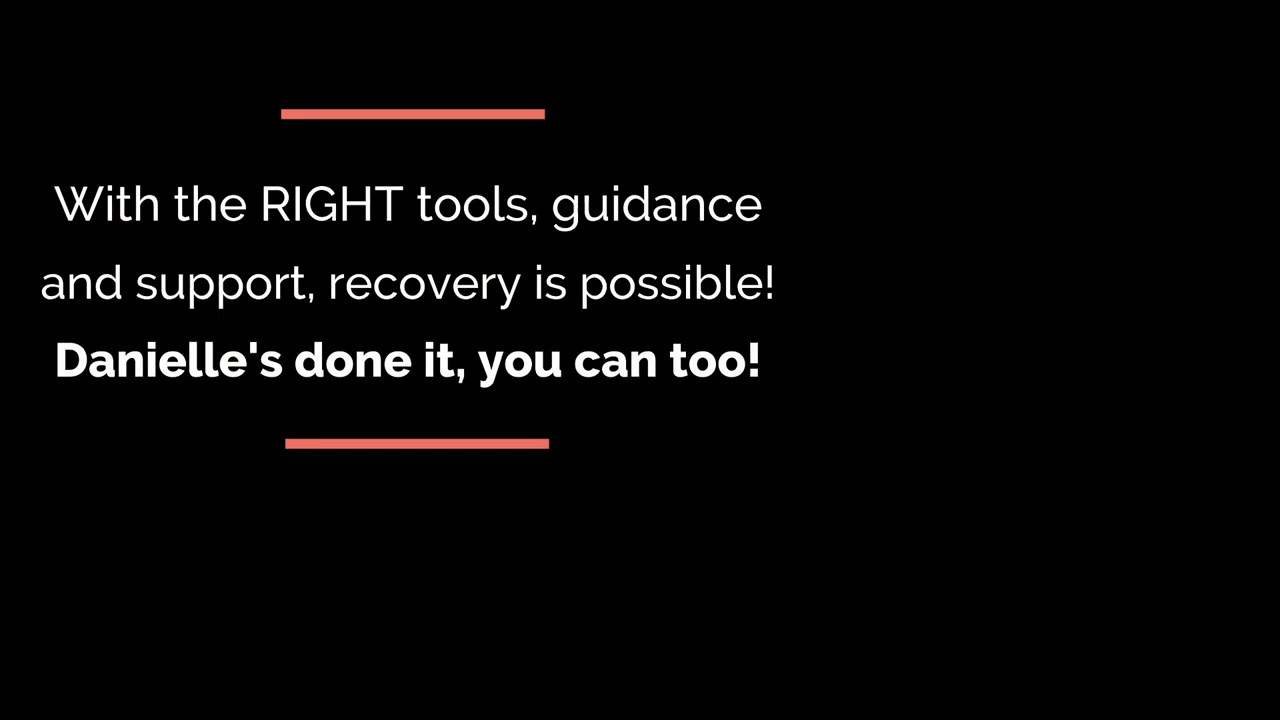 With the RIGHT tools, guidance
and support, recovery is possible!
Danielle's done it, you can too!